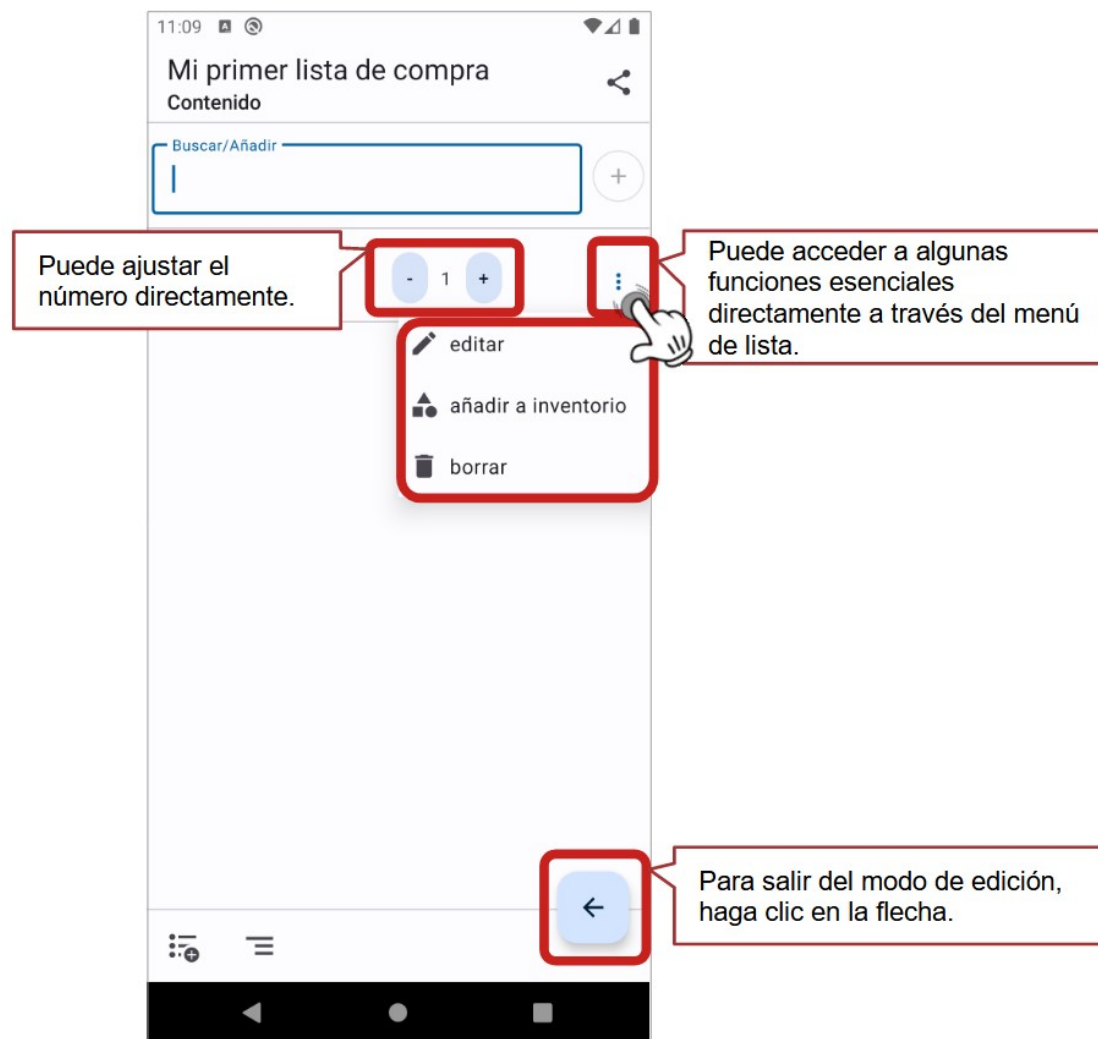 11:09
Mi primer lista de compra
Contenido
Buscar/Añadir
+
Puede ajustar el
número directamente.
- 1 +
Puede acceder a algunas
funciones esenciales
directamente a través del menú
de lista.
editar
añadir a inventorio
borrar
Para salir del modo de edición,
haga clic en la flecha.